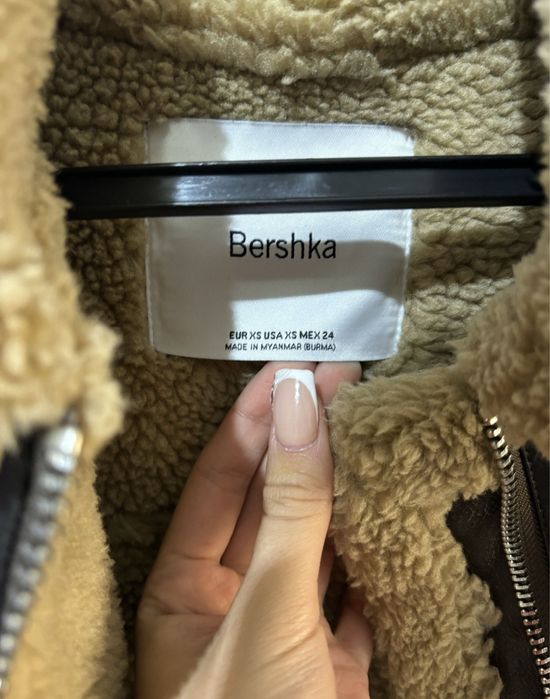 Bershka
EUR XS USA XS MEX 24
MADE IN MYANMAR (BURMA)